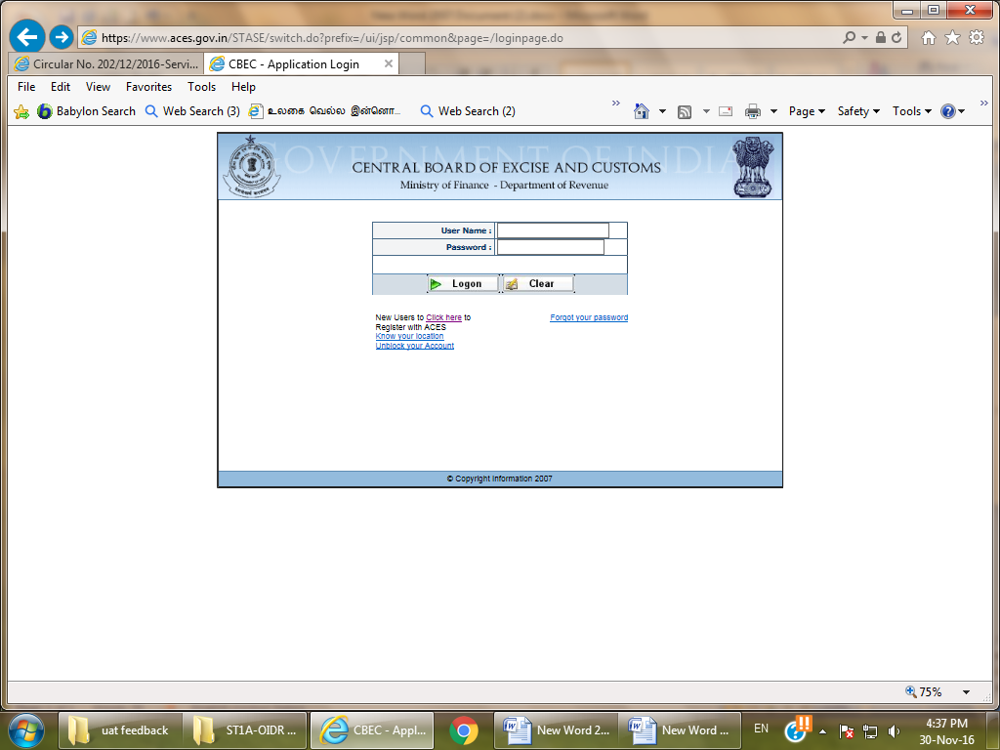 https://www.aces.gov.in/STASE/switch.do?prefix=/ui/jsp/common&page=/loginpage.do
Circular No. 202/12/2016-Servi...
CBEC - Application Login
File Edit View Favorites Tools Help
Babylon Search Web Search (3) உலகை வெல்ல இன்னொ... Web Search (2) Page Safety Tools
GOVERNMENT OF INDIA
CENTRAL BOARD OF EXCISE AND CUSTOMS
Ministry of Finance - Department of Revenue
User Name :
Password :
Logon Clear
New Users to Click here to Register with ACES
Forgot your password
Know your location
Unblock your Account
© Copyright Information 2007
75%
uat feedback ST1A-OIDR ... CBEC - Appl... New Word 2... New Word ... EN
4:37 PM
30-Nov-16